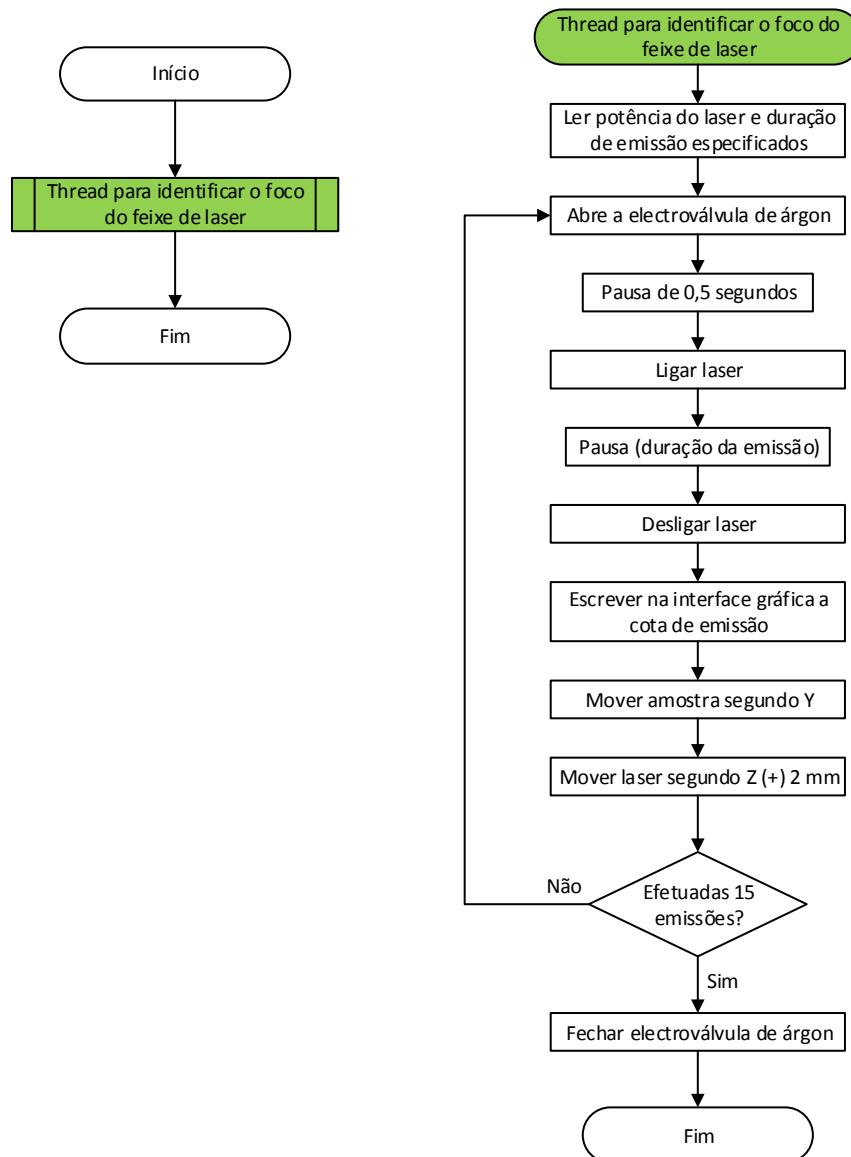 Início
Thread para identificar o foco
do feixe de laser
Fim
Thread para identificar o foco do
feixe de laser
Ler potência do laser e duração
de emissão especificados
Abre a electroválvula de árgon
Pausa de 0,5 segundos
Ligar laser
Pausa (duração da emissão)
Desligar laser
Escrever na interface gráfica a
cota de emissão
Mover amostra segundo Y
Mover laser segundo Z (+) 2 mm
Não
Efetuadas 15
emissões?
Sim
Fechar electroválvula de árgon
Fim